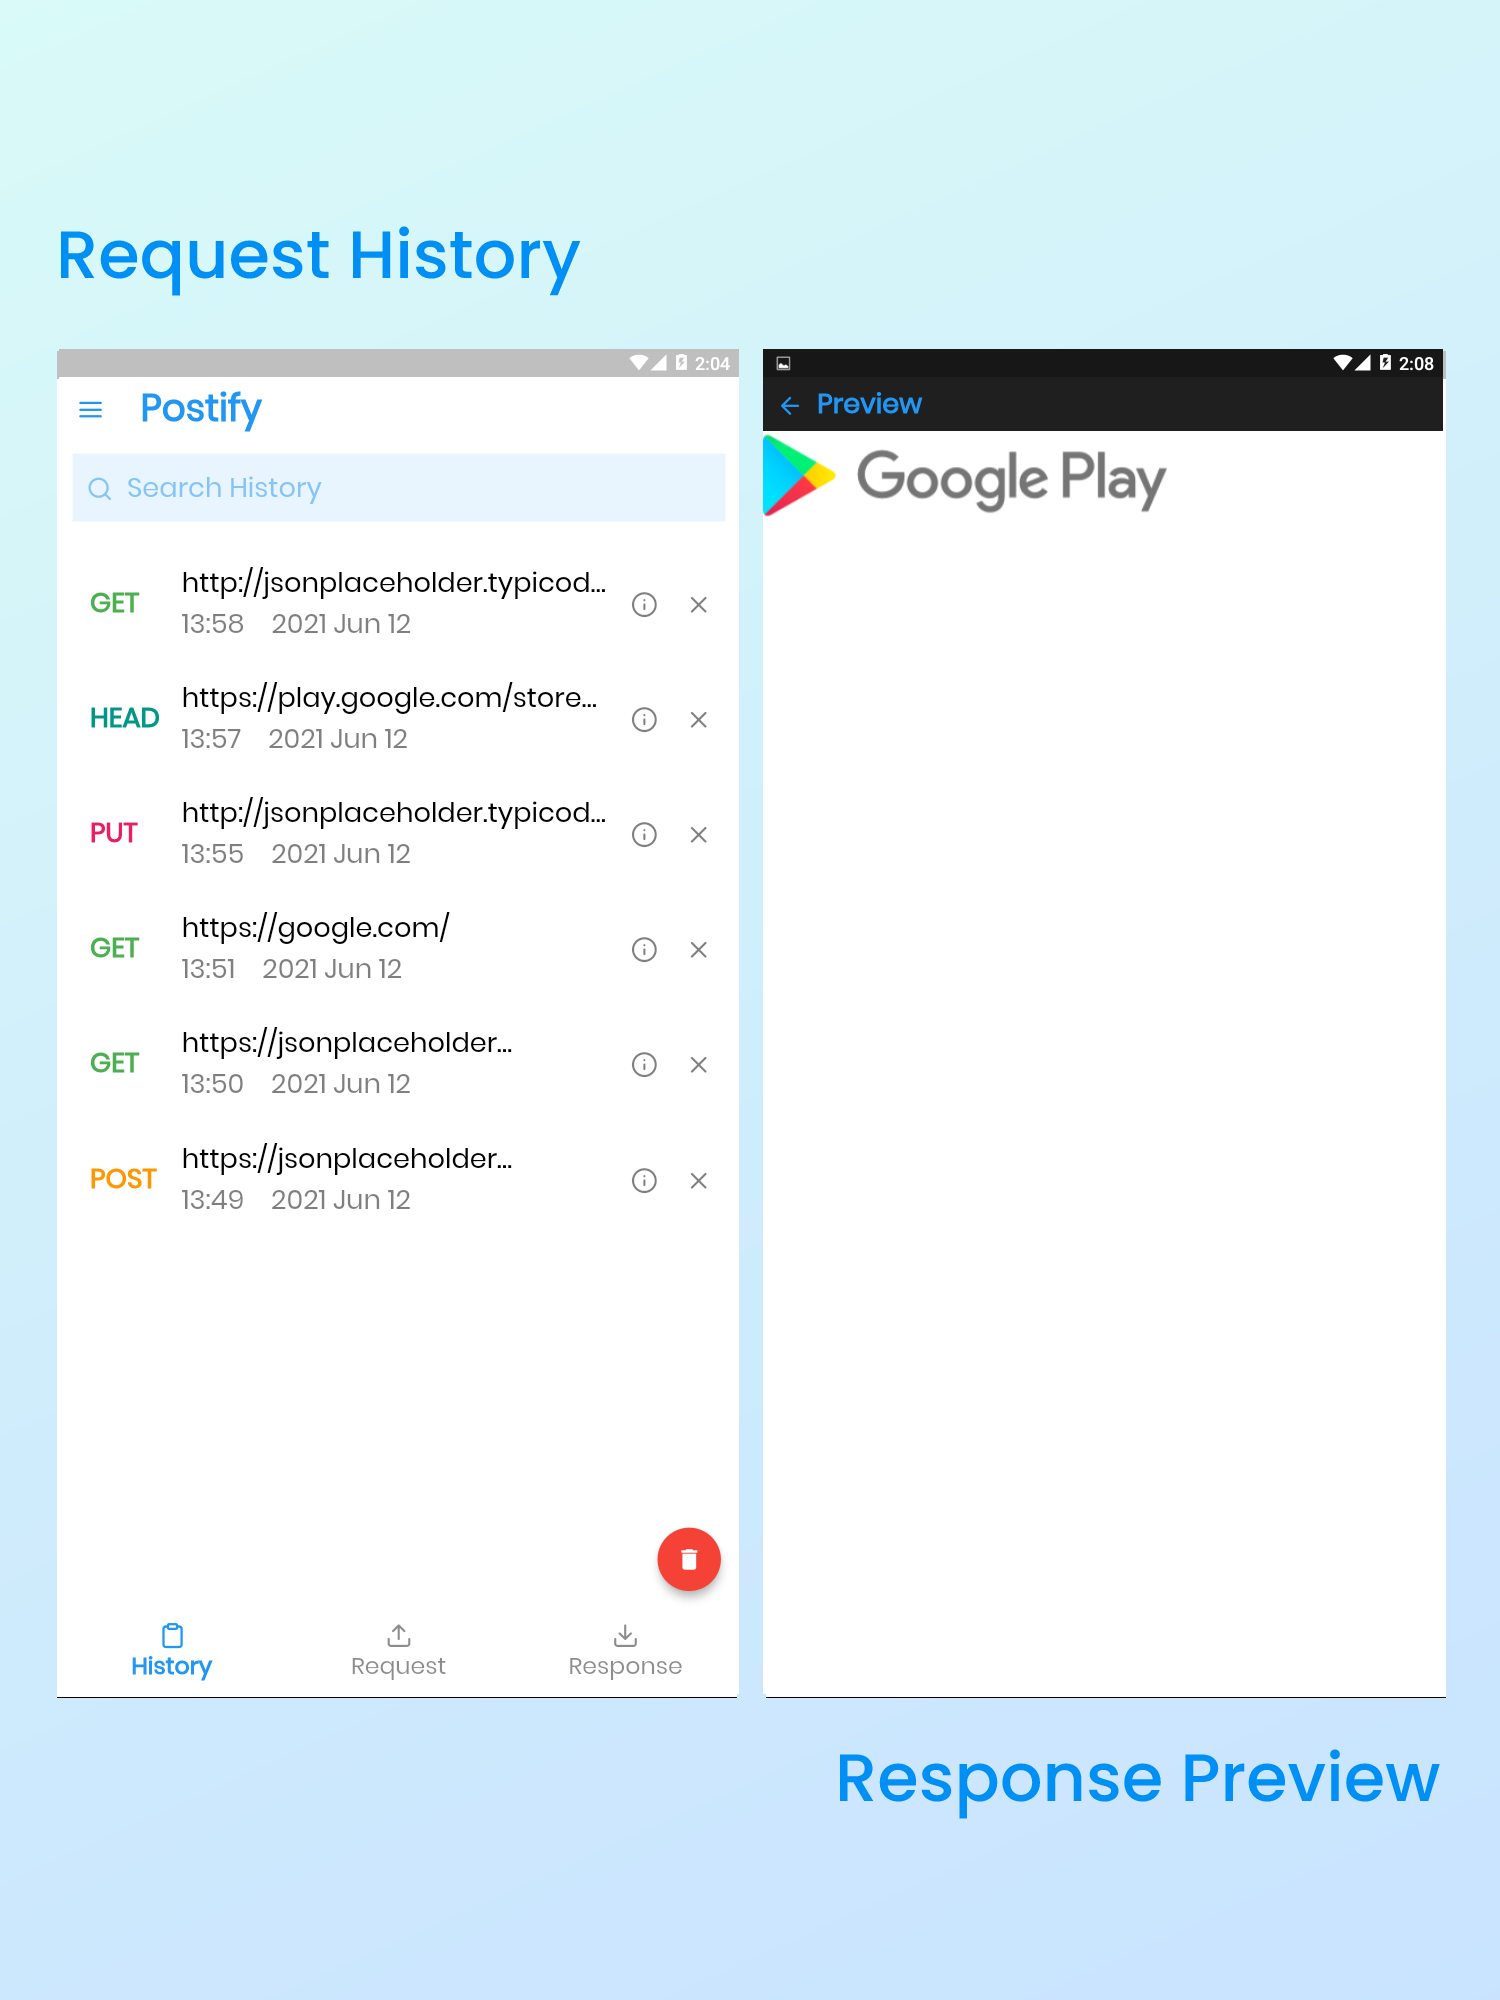 Request History
2:04
Postify
Search History
GET
http://jsonplaceholder.typicod...
13:58 2021 Jun 12
HEAD
https://play.google.com/store...
13:57 2021 Jun 12
PUT
http://jsonplaceholder.typicod...
13:55 2021 Jun 12
GET
https://google.com/
13:51 2021 Jun 12
GET
https://jsonplaceholder...
13:50 2021 Jun 12
POST
https://jsonplaceholder...
13:49 2021 Jun 12
History Request Response
2:08
Preview
Google Play
Response Preview